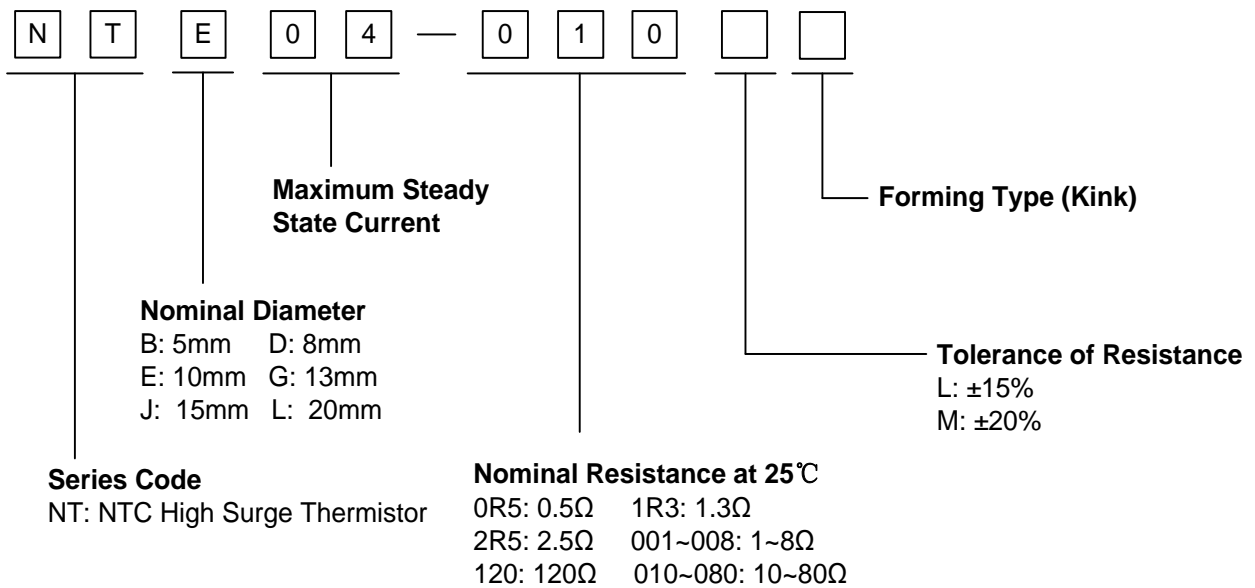 N T E 0 4 — 0 1 0
Maximum Steady
State Current
Forming Type (Kink)
Nominal Diameter
B: 5mm D: 8mm
E: 10mm G: 13mm
J: 15mm L: 20mm
Tolerance of Resistance
L: ±15%
M: ±20%
Series Code
NT: NTC High Surge Thermistor
Nominal Resistance at 25℃
0R5: 0.5Ω 1R3: 1.3Ω
2R5: 2.5Ω 001~008: 1~8Ω
120: 120Ω 010~080: 10~80Ω